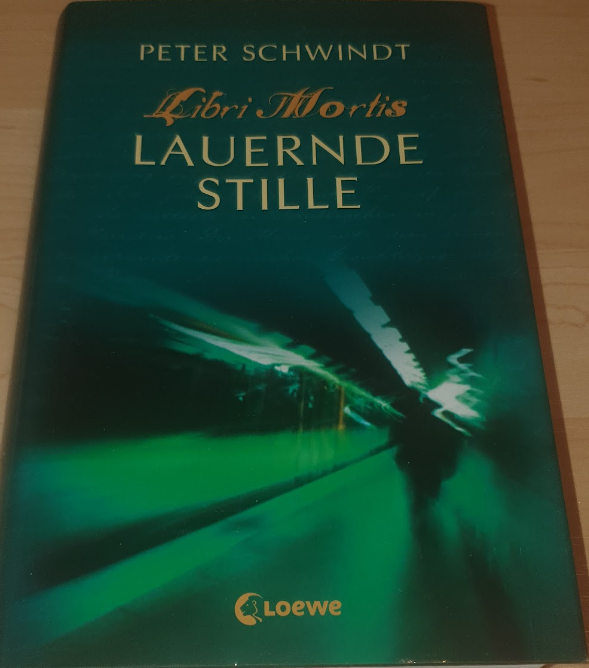 PETER SCHWINDT
Libri Mortis
LAUERNDE
STILLE
Loewe